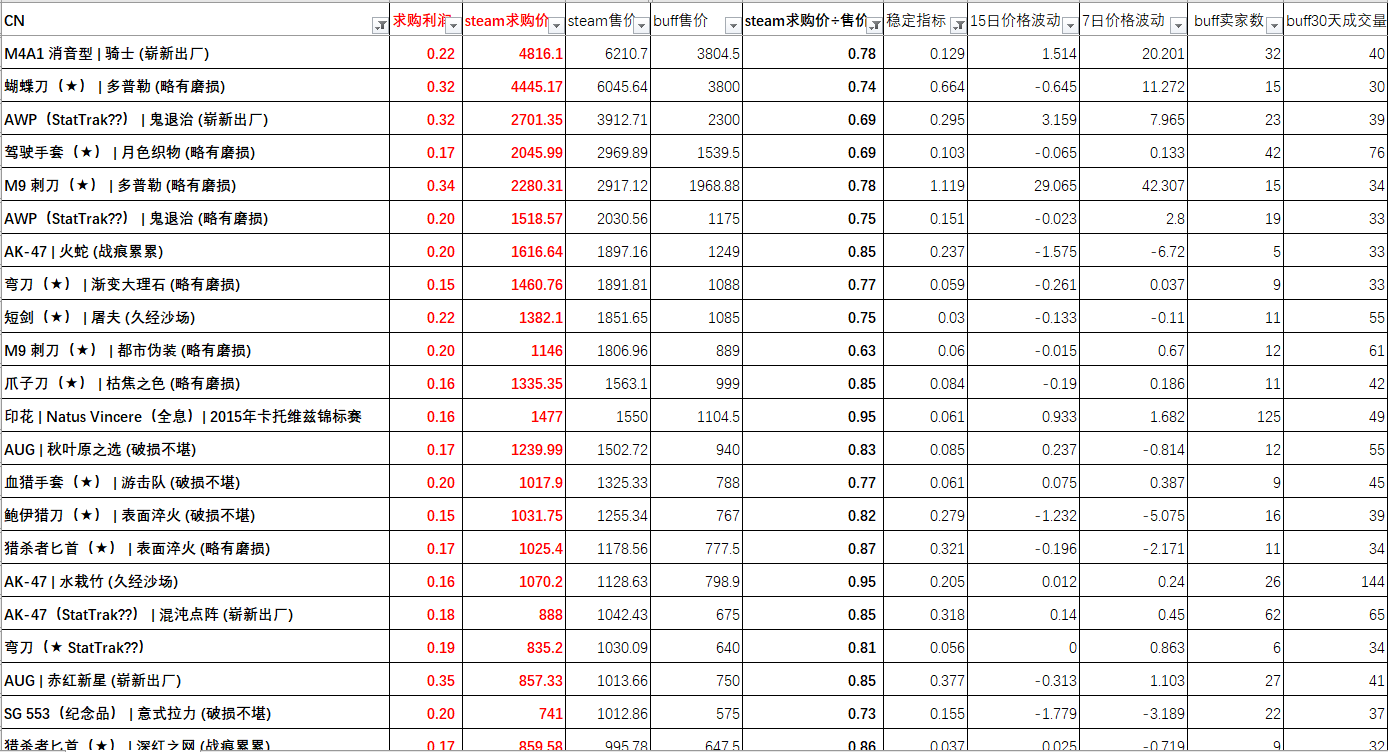 CN 求购利润 steam求购价 steam售价 buff售价 steam求购价÷售价 稳定指标 15日价格波动 7日价格波动 buff卖家数 buff30天成交量
M4A1 消音型 | 骑士 (崭新出厂) 0.22 4816.1 6210.7 3804.5 0.78 0.129 1.514 20.201 32 40
蝴蝶刀（★） | 多普勒 (略有磨损) 0.32 4445.17 6045.64 3800 0.74 0.664 -0.645 11.272 15 30
AWP（StatTrak??） | 鬼退治 (崭新出厂) 0.32 2701.35 3912.71 2300 0.69 0.295 3.159 7.965 23 39
驾驶手套（★） | 月色织物 (略有磨损) 0.17 2045.99 2969.89 1539.5 0.69 0.103 -0.065 0.133 42 76
M9 刺刀（★） | 多普勒 (略有磨损) 0.34 2280.31 2917.12 1968.88 0.78 1.119 29.065 42.307 15 34
AWP（StatTrak??） | 鬼退治 (略有磨损) 0.20 1518.57 2030.56 1175 0.75 0.151 -0.023 2.8 19 33
AK-47 | 火蛇 (战痕累累) 0.20 1616.64 1897.16 1249 0.85 0.237 -1.575 -6.72 5 33
弯刀（★） | 渐变大理石 (略有磨损) 0.15 1460.76 1891.81 1088 0.77 0.059 -0.261 0.037 9 33
短剑（★） | 屠夫 (久经沙场) 0.22 1382.1 1851.65 1085 0.75 0.03 -0.133 -0.11 11 55
M9 刺刀（★） | 都市伪装 (略有磨损) 0.20 1146 1806.96 889 0.63 0.06 -0.015 0.67 12 61
爪子刀（★） | 枯焦之色 (略有磨损) 0.16 1335.35 1563.1 999 0.85 0.084 -0.19 0.186 11 42
印花 | Natus Vincere（全息）| 2015年卡托维兹锦标赛 0.16 1477 1550 1104.5 0.95 0.061 0.933 1.682 125 49
AUG | 秋叶原之选 (破损不堪) 0.17 1239.99 1502.72 940 0.83 0.085 0.237 -0.814 12 55
血猎手套（★） | 游击队 (破损不堪) 0.20 1017.9 1325.33 788 0.77 0.061 0.075 0.387 9 45
鲍伊猎刀（★） | 表面淬火 (破损不堪) 0.15 1031.75 1255.34 767 0.82 0.279 -1.232 -5.075 16 39
猎杀者匕首（★） | 表面淬火 (略有磨损) 0.17 1025.4 1178.56 777.5 0.87 0.321 -0.196 -2.171 11 34
AK-47 | 水栽竹 (久经沙场) 0.16 1070.2 1128.63 798.9 0.95 0.205 0.012 0.24 26 144
AK-47（StatTrak??） | 混沌点阵 (崭新出厂) 0.18 888 1042.43 675 0.85 0.318 0.14 0.45 62 65
弯刀（★ StatTrak??） 0.19 835.2 1030.09 640 0.81 0.056 0 0.863 6 34
AUG | 赤红新星 (崭新出厂) 0.35 857.33 1013.66 750 0.85 0.377 -0.313 1.103 27 41
SG 553（纪念品） | 意式拉力 (破损不堪) 0.20 741 1012.86 575 0.73 0.155 -1.779 -3.189 22 37
猎杀者匕首（★） | 深红之网 (战痕累累) 0.17 859.58 995.78 647.5 0.86 0.037 0.025 -0.719 9 32